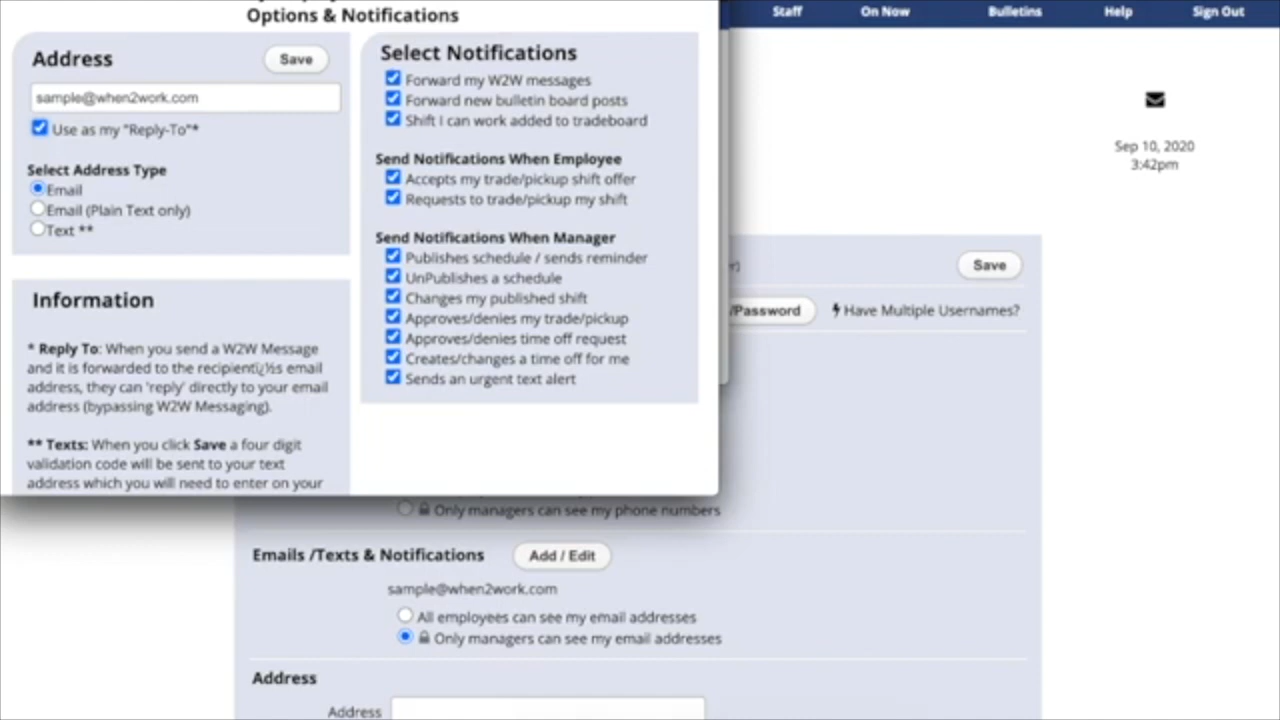 Options & Notifications
Staff
On Now
Bulletins
Help
Sign Out
Address
Save
sample@when2work.com
Use as my "Reply-To"*
Select Address Type
Email
Email (Plain Text only)
Text **
Information
* Reply To: When you send a W2W Message
and it is forwarded to the recipientï¿½s email
address, they can 'reply' directly to your email
address (bypassing W2W Messaging).
** Texts: When you click Save a four digit
validation code will be sent to your text
address which you will need to enter on your
Select Notifications
Forward my W2W messages
Forward new bulletin board posts
Shift I can work added to tradeboard
Send Notifications When Employee
Accepts my trade/pickup shift offer
Requests to trade/pickup my shift
Send Notifications When Manager
Publishes schedule / sends reminder
UnPublishes a schedule
Changes my published shift
Approves/denies my trade/pickup
Approves/denies time off request
Creates/changes a time off for me
Sends an urgent text alert
Sep 10, 2020
3:42pm
Save
/Password
Have Multiple Usernames?
Only managers can see my phone numbers
Emails /Texts & Notifications
Add / Edit
sample@when2work.com
All employees can see my email addresses
Only managers can see my email addresses
Address
Address